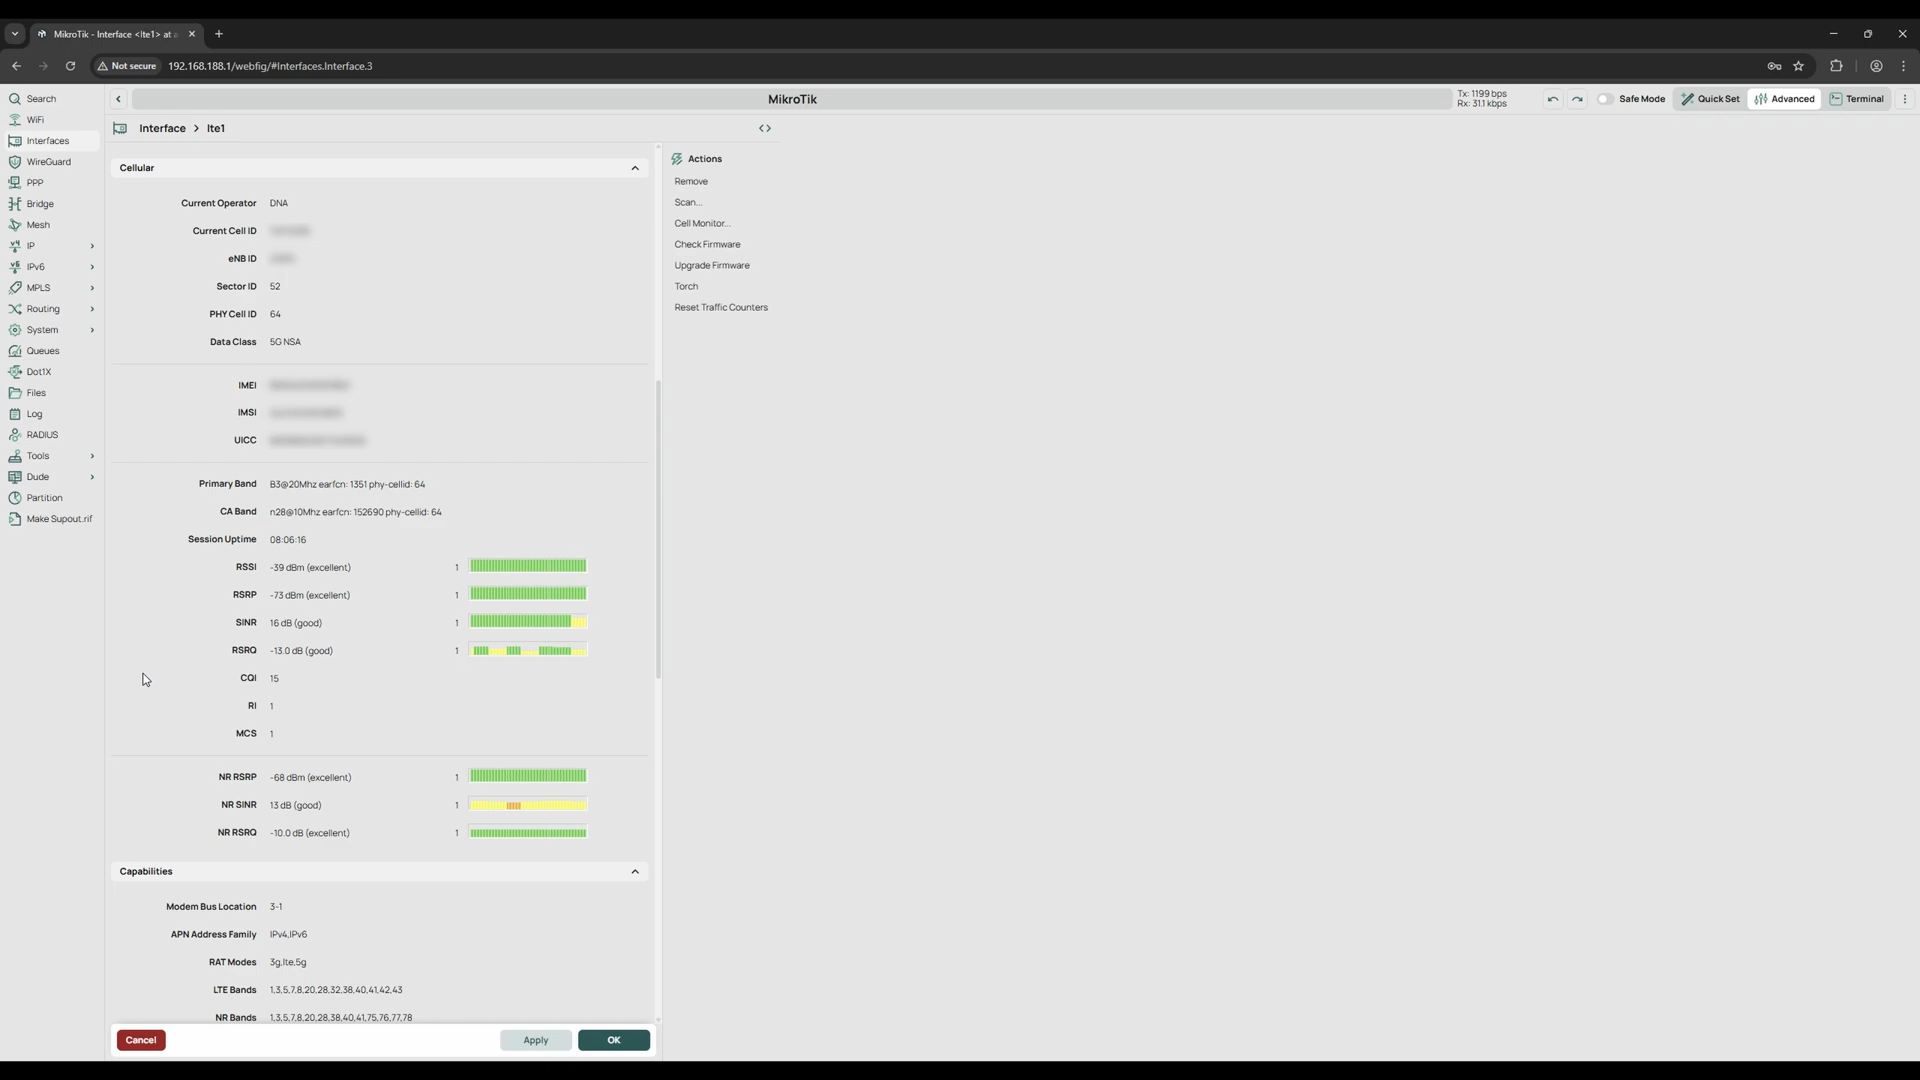 MikroTik - Interface <lte1> at a
Not secure
192.168.188.1/webfig/#Interfaces.Interface.3
Search
WiFi
Interfaces
WireGuard
PPP
Bridge
Mesh
IP
IPv6
MPLS
Routing
System
Queues
Dot1X
Files
Log
RADIUS
Tools
Dude
Partition
Make Supout.rif
MikroTik
Tx: 1199 bps
Rx: 31.1 kbps
Safe Mode
Quick Set
Advanced
Terminal
Interface > lte1
Cellular
Current Operator DNA
Current Cell ID
eNB ID
Sector ID 52
PHY Cell ID 64
Data Class 5G NSA
IMEI
IMSI
UICC
Primary Band B3@20Mhz earfcn: 1351 phy-cellid: 64
CA Band n28@10Mhz earfcn: 152690 phy-cellid: 64
Session Uptime 08:06:16
RSSI -39 dBm (excellent) 1
RSRP -73 dBm (excellent) 1
SINR 16 dB (good) 1
RSRQ -13.0 dB (good) 1
CQI 15
RI 1
MCS 1
NR RSRP -68 dBm (excellent) 1
NR SINR 13 dB (good) 1
NR RSRQ -10.0 dB (excellent) 1
Capabilities
Modem Bus Location 3-1
APN Address Family IPv4,IPv6
RAT Modes 3g,lte,5g
LTE Bands 1,3,5,7,8,20,28,32,38,40,41,42,43
NR Bands 1,3,5,7,8,20,28,38,40,41,75,76,77,78
Cancel
Apply
OK
Actions
Remove
Scan...
Cell Monitor...
Check Firmware
Upgrade Firmware
Torch
Reset Traffic Counters